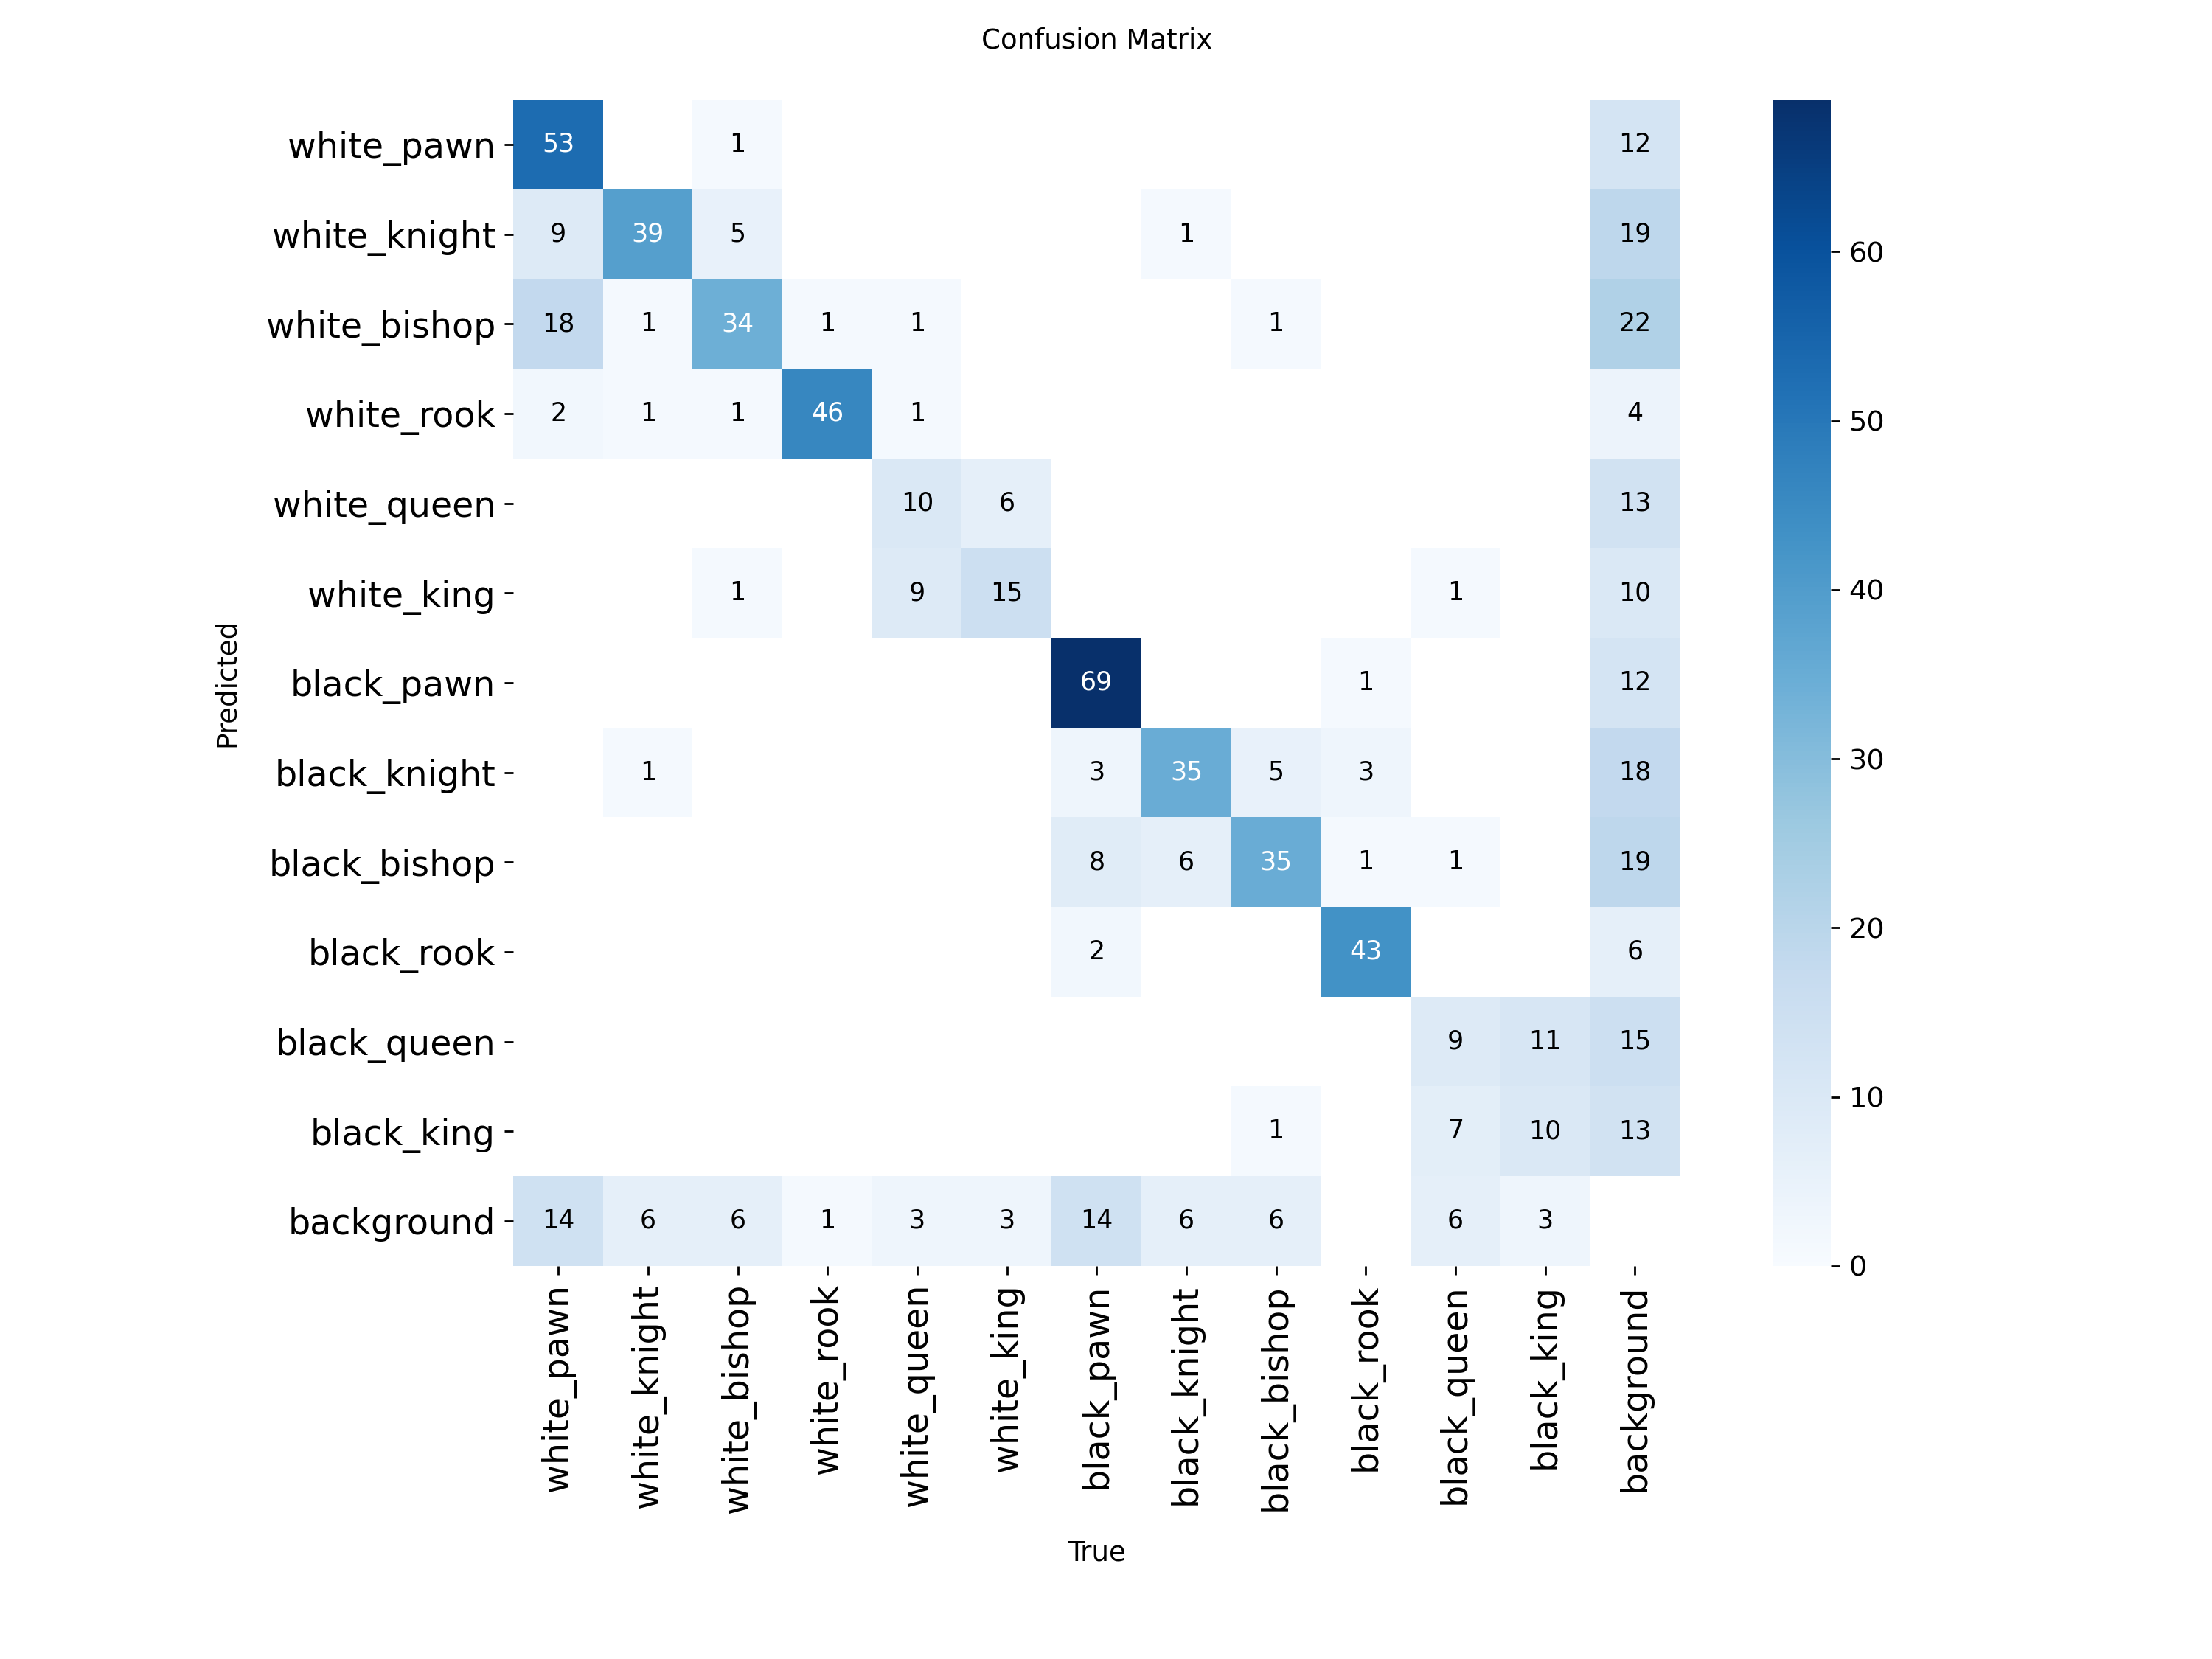 Confusion Matrix
white_pawn 53 1 12
white_knight 9 39 5 1 19
white_bishop 18 1 34 1 1 1 22
white_rook 2 1 1 46 1 4
white_queen 10 6 13
white_king 1 9 15 1 10
black_pawn 69 1 12
black_knight 1 3 35 5 3 18
black_bishop 8 6 35 1 1 19
black_rook 2 43 6
black_queen 9 11 15
black_king 1 7 10 13
background 14 6 6 1 3 3 14 6 6 6 3
Predicted
white_pawn
white_knight
white_bishop
white_rook
white_queen
white_king
black_pawn
black_knight
black_bishop
black_rook
black_queen
black_king
background
True
60
50
40
30
20
10
0